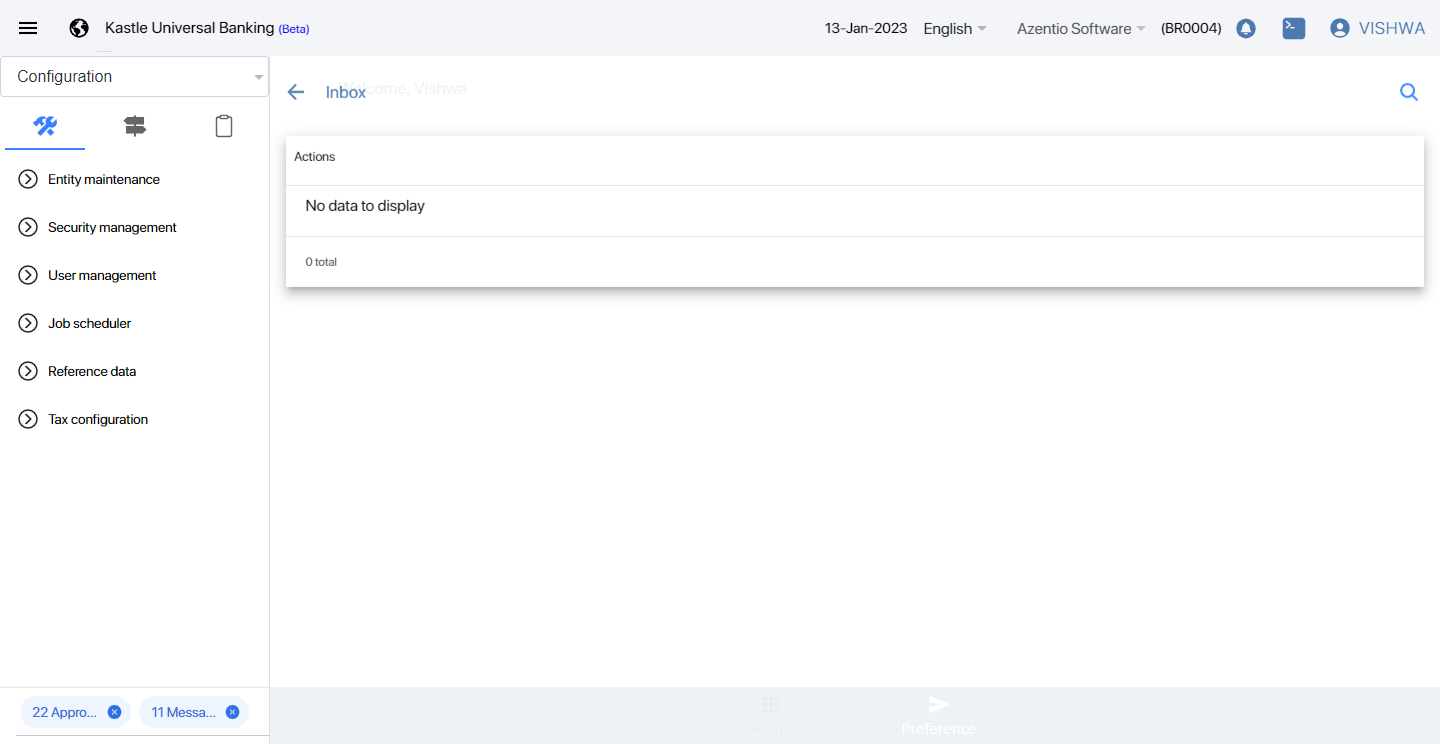 Kastle Universal Banking (Beta)
13-Jan-2023 English Azentio Software (BR0004) VISHWA
Configuration
Welcome, Vishwa
Inbox
Actions
Entity maintenance
No data to display
Security management
0 total
User management
Job scheduler
Reference data
Tax configuration
22 Appro... 11 Messa...
Home Preference